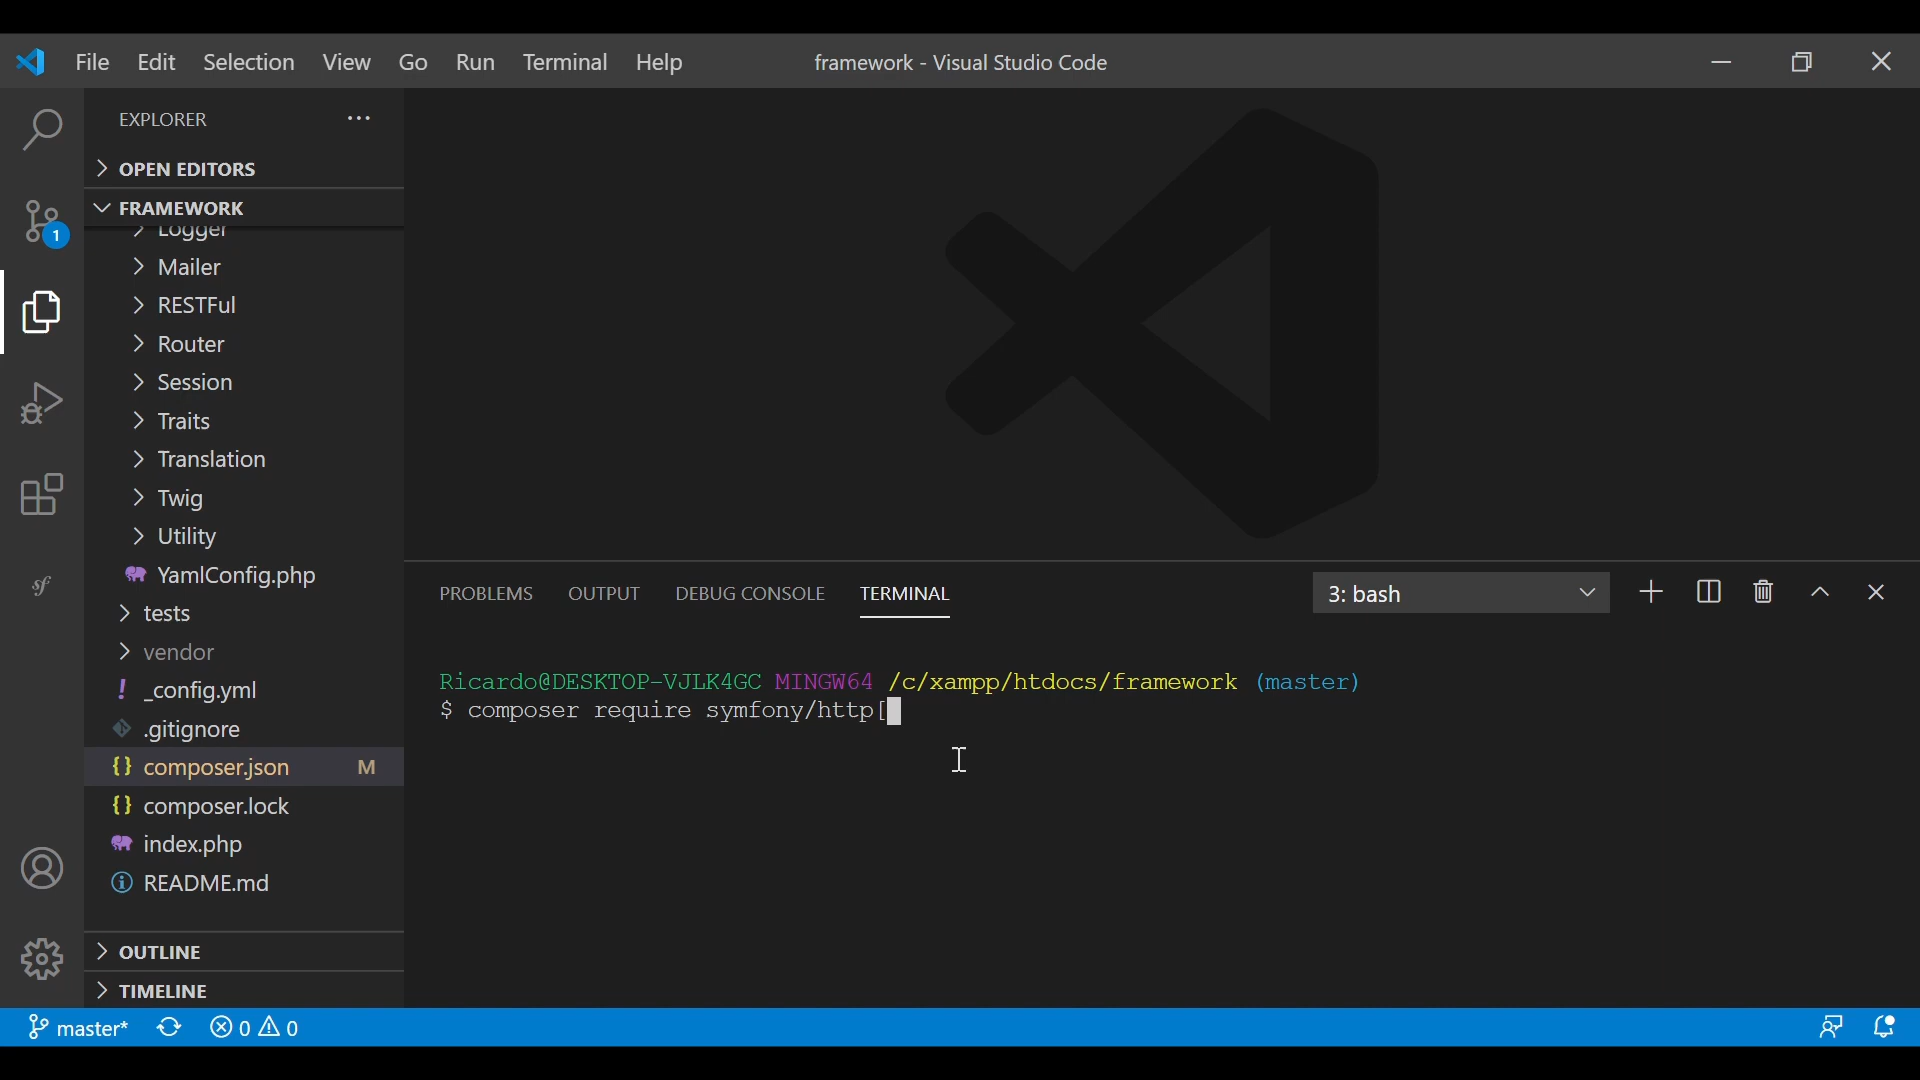 File Edit Selection View Go Run Terminal Help framework - Visual Studio Code
EXPLORER ...
OPEN EDITORS
FRAMEWORK
Logger
Mailer
RESTFul
Router
Session
Traits
Translation
Twig
Utility
YamlConfig.php
tests
vendor
! _config.yml
.gitignore
{} composer.json M
{} composer.lock
index.php
README.md
OUTLINE
TIMELINE
1
sf
PROBLEMS OUTPUT DEBUG CONSOLE TERMINAL 3: bash
Ricardo@DESKTOP-VJLK4GC MINGW64 /c/xampp/htdocs/framework (master)
$ composer require symfony/http[
master* 0 0